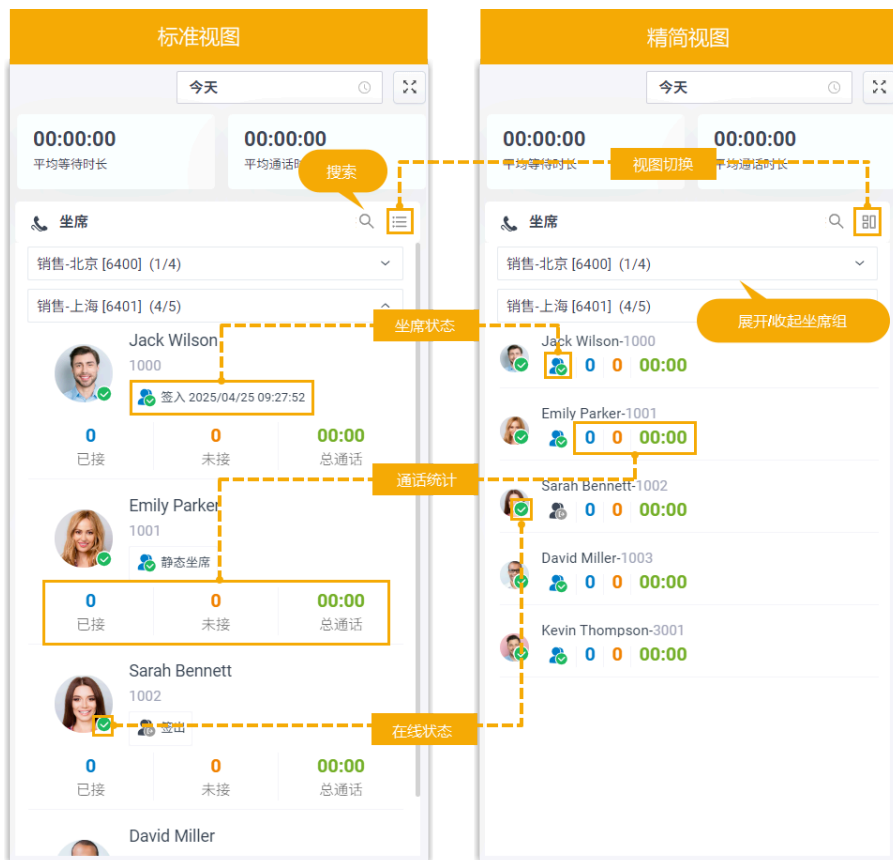 标准视图
今天
00:00:00
平均等待时长
00:00:00
平均通话时
搜索
坐席
销售-北京 [6400] (1/4)
销售-上海 [6401] (4/5)
Jack Wilson
1000
签入 2025/04/25 09:27:52
0 0 00:00
已接 未接 总通话
Emily Parker
1001
静态坐席
0 0 00:00
已接 未接 总通话
Sarah Bennett
1002
签出
0 0 00:00
已接 未接 总通话
David Miller
视图切换
坐席状态
通话统计
在线状态
精简视图
今天
00:00:00
平均等待时长
00:00:00
平均通话时长
坐席
销售-北京 [6400] (1/4)
销售-上海 [6401] (4/5)
展开/收起坐席组
Jack Wilson-1000
0 0 00:00
Emily Parker-1001
0 0 00:00
Sarah Bennett-1002
0 0 00:00
David Miller-1003
0 0 00:00
Kevin Thompson-3001
0 0 00:00